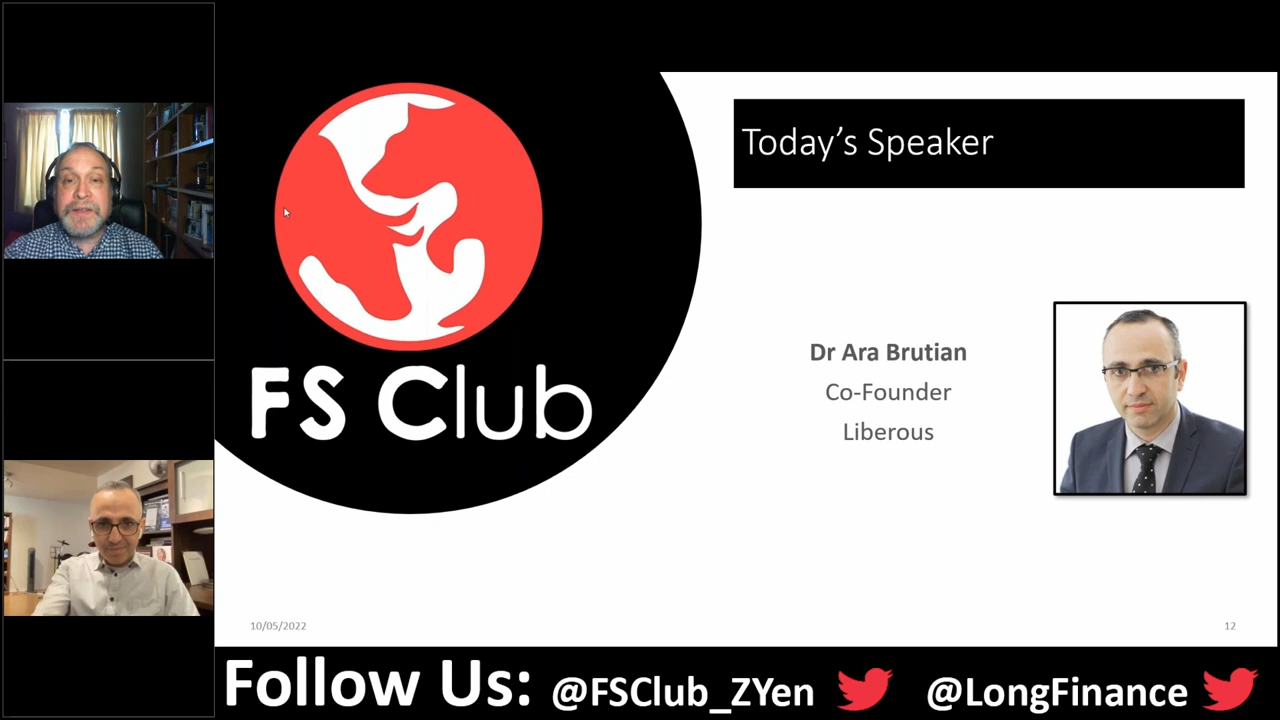 FS Club
Today’s Speaker
Dr Ara Brutian
Co-Founder
Liberous
10/05/2022
12
Follow Us: @FSClub_ZYen @LongFinance